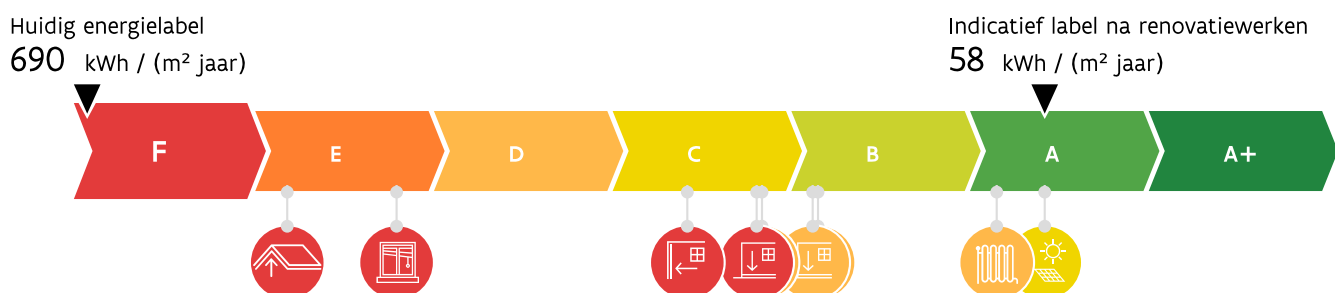 Huidig energielabel
690 kWh / (m² jaar)
Indicatief label na renovatiewerken
58 kWh / (m² jaar)
F E D C B A A+